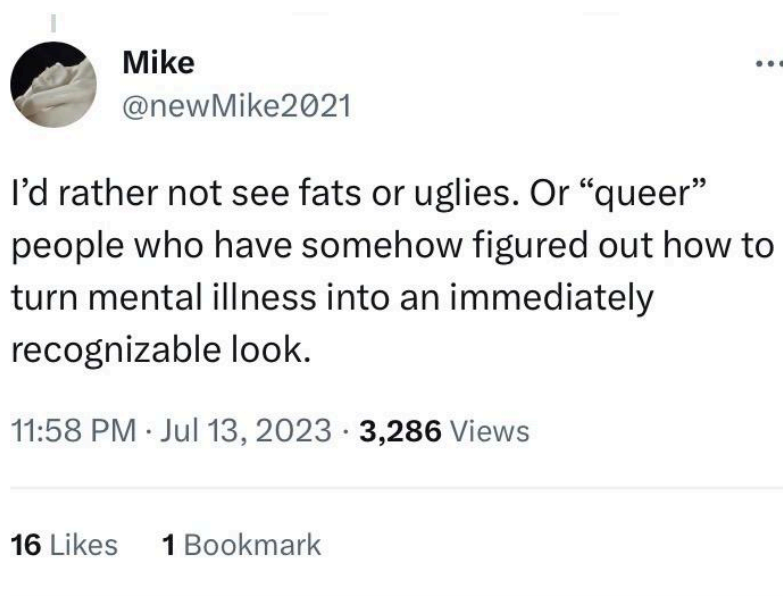 Mike
@newMike2021
I’d rather not see fats or uglies. Or “queer”
people who have somehow figured out how to
turn mental illness into an immediately
recognizable look.
11:58 PM · Jul 13, 2023 · 3,286 Views
16 Likes 1 Bookmark